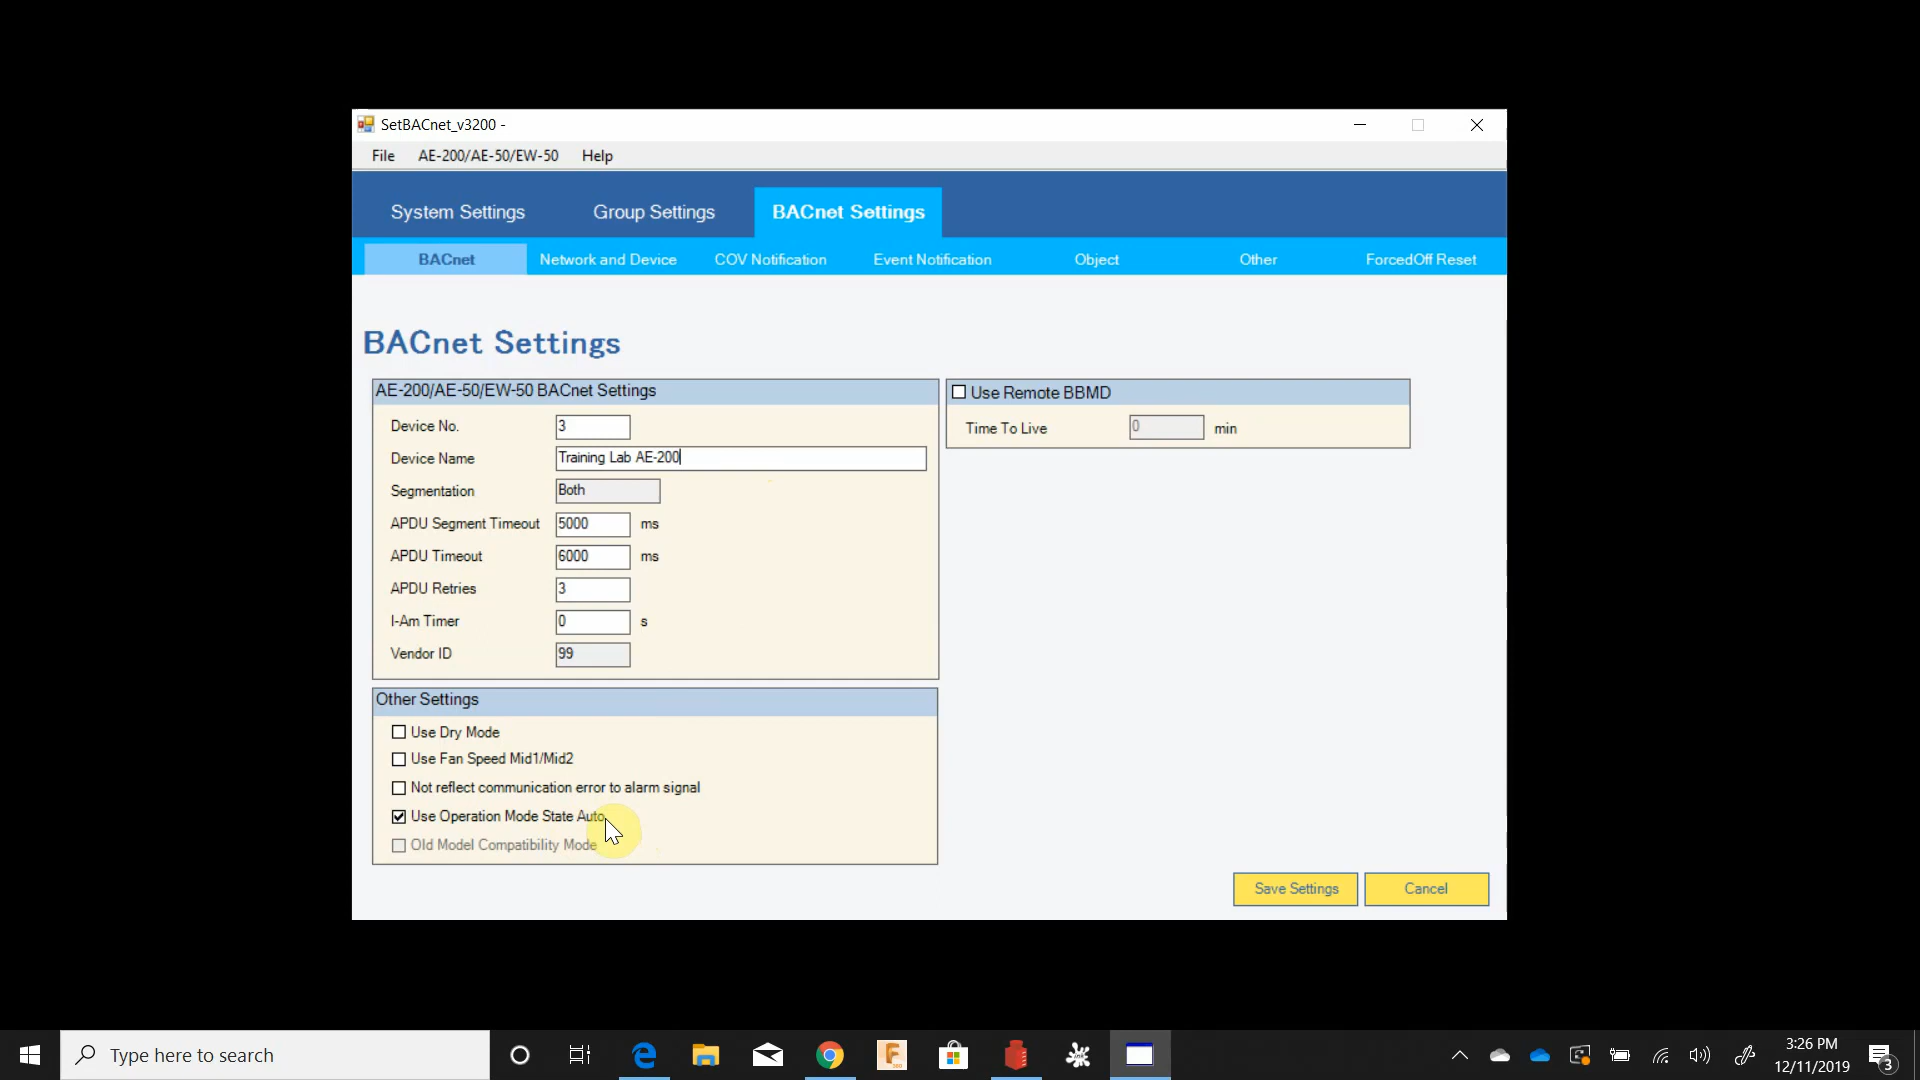 SetBACnet_v3200 -
File AE-200/AE-50/EW-50 Help
System Settings Group Settings BACnet Settings
BACnet Network and Device COV Notification Event Notification Object Other ForcedOff Reset
BACnet Settings
AE-200/AE-50/EW-50 BACnet Settings
Device No. 3
Device Name Training Lab AE-200
Segmentation Both
APDU Segment Timeout 5000 ms
APDU Timeout 6000 ms
APDU Retries 3
I-Am Timer 0 s
Vendor ID 99
Use Remote BBMD
Time To Live 0 min
Other Settings
Use Dry Mode
Use Fan Speed Mid1/Mid2
Not reflect communication error to alarm signal
Use Operation Mode State Auto
Old Model Compatibility Mode
Save Settings Cancel
Type here to search
3:26 PM
12/11/2019
3